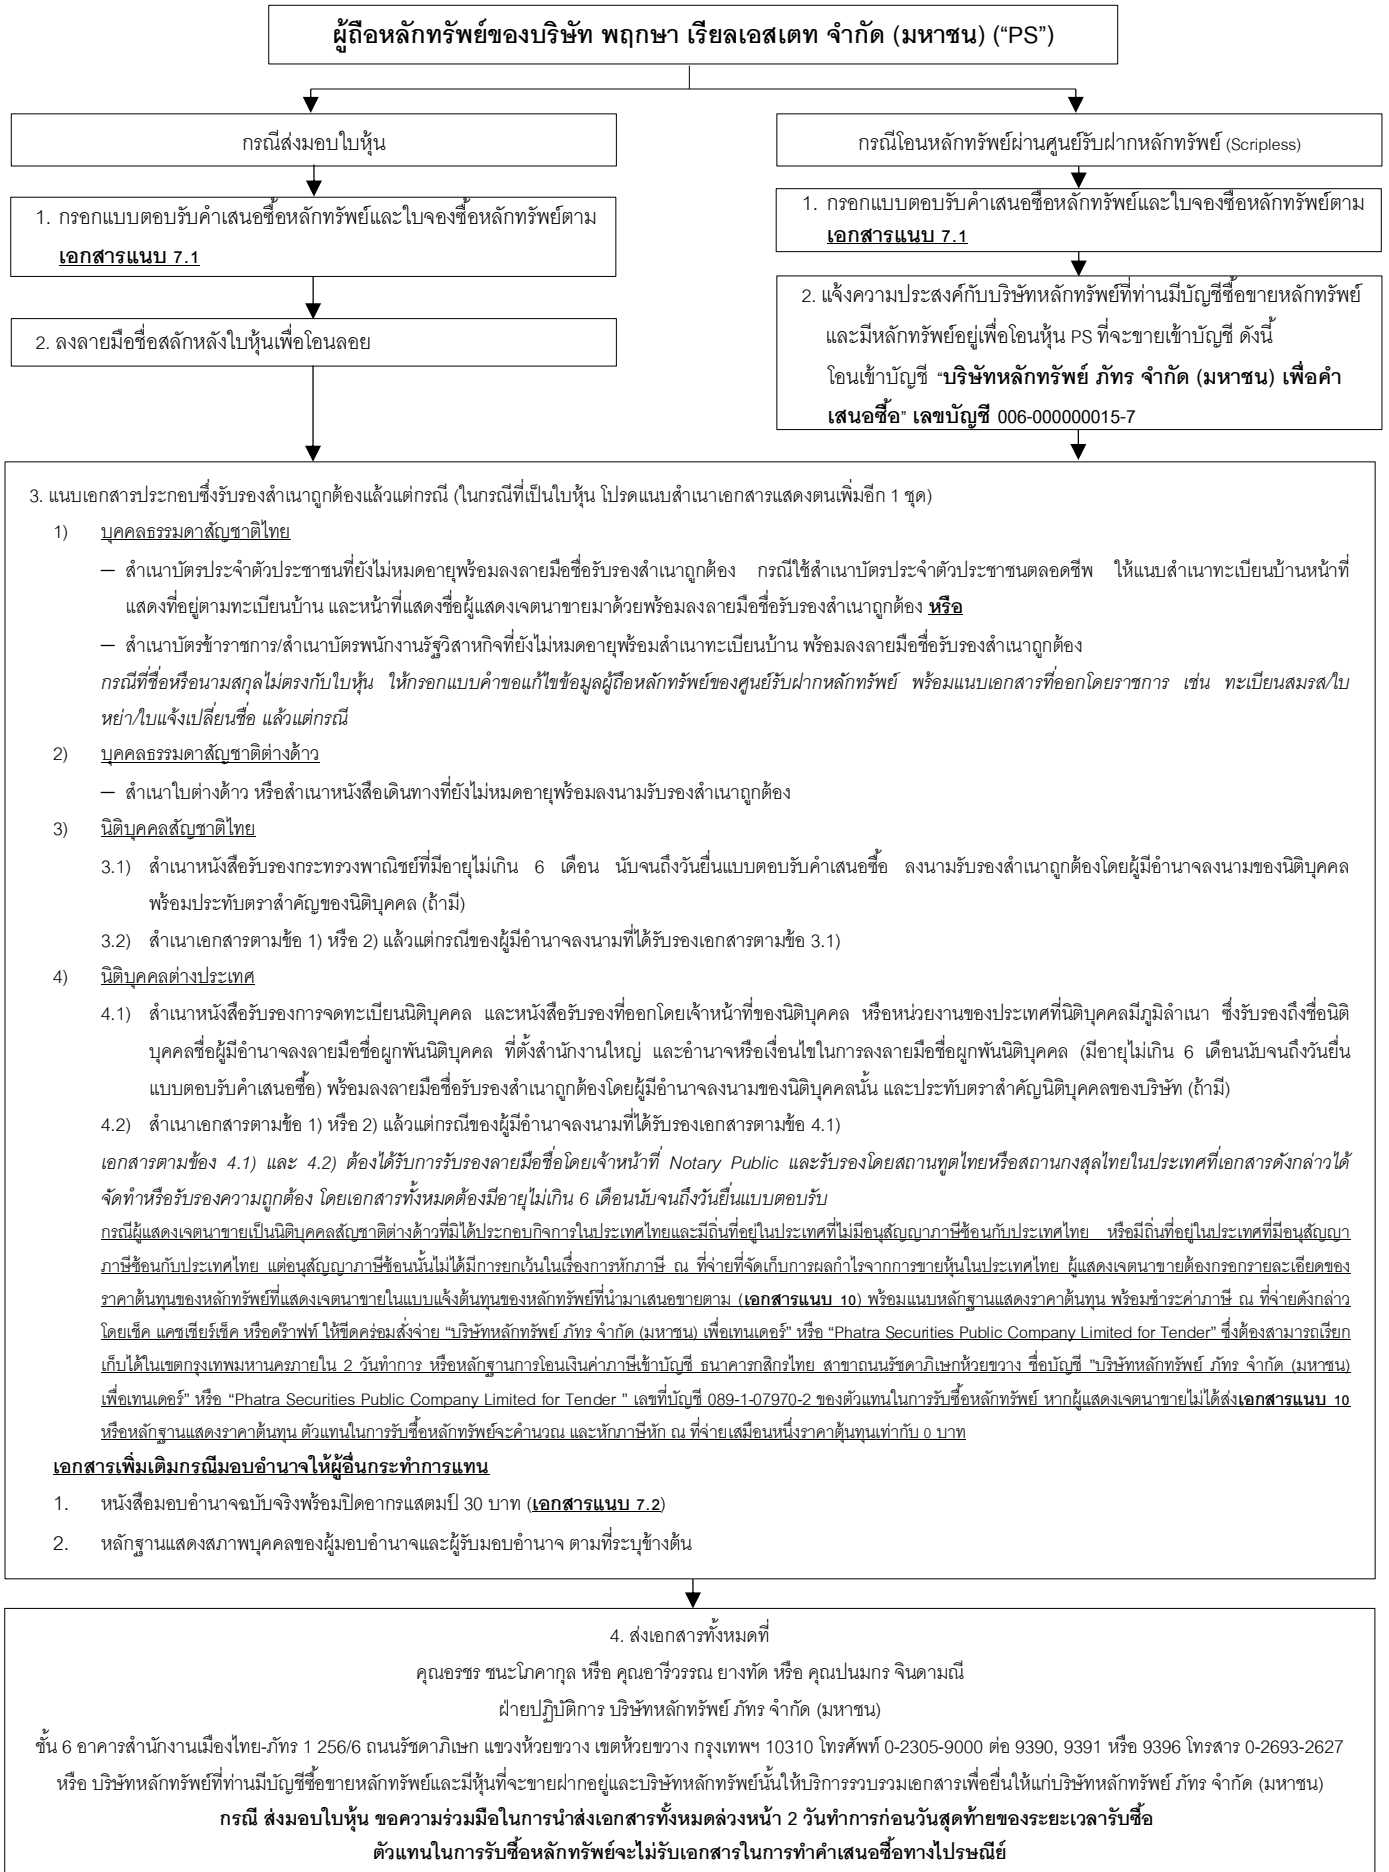 ผู้ถือหลักทรัพย์ของบริษัท พฤกษา เรียลเอสเตท จำกัด (มหาชน) (“PS”)
กรณีส่งมอบใบหุ้น
1. กรอกแบบตอบรับคำเสนอซื้อหลักทรัพย์และใบจองซื้อหลักทรัพย์ตาม
เอกสารแนบ 7.1
2. ลงลายมือชื่อสลักหลังใบหุ้นเพื่อโอนลอย
กรณีโอนหลักทรัพย์ผ่านศูนย์รับฝากหลักทรัพย์ (Scripless)
1. กรอกแบบตอบรับคำเสนอซื้อหลักทรัพย์และใบจองซื้อหลักทรัพย์ตาม
เอกสารแนบ 7.1
2. แจ้งความประสงค์กับบริษัทหลักทรัพย์ที่ท่านมีบัญชีซื้อขายหลักทรัพย์
และมีหลักทรัพย์อยู่เพื่อโอนหุ้น PS ที่จะขายเข้าบัญชี ดังนี้
โอนเข้าบัญชี “บริษัทหลักทรัพย์ ภัทร จำกัด (มหาชน) เพื่อคำ
เสนอซื้อ” เลขบัญชี 006-000000015-7
3. แนบเอกสารประกอบซึ่งรับรองสำเนาถูกต้องแล้วแต่กรณี (ในกรณีที่เป็นใบหุ้น โปรดแนบสำเนาเอกสารแสดงตนเพิ่มอีก 1 ชุด)
1) บุคคลธรรมดาสัญชาติไทย
— สำเนาบัตรประจำตัวประชาชนที่ยังไม่หมดอายุพร้อมลงลายมือชื่อรับรองสำเนาถูกต้อง กรณีใช้สำเนาบัตรประจำตัวประชาชนตลอดชีพ ให้แนบสำเนาทะเบียนบ้านหน้าที่
แสดงที่อยู่ตามทะเบียนบ้าน และหน้าที่แสดงชื่อผู้แสดงเจตนาขายมาด้วยพร้อมลงลายมือชื่อรับรองสำเนาถูกต้อง หรือ
— สำเนาบัตรข้าราชการ/สำเนาบัตรพนักงานรัฐวิสาหกิจที่ยังไม่หมดอายุพร้อมสำเนาทะเบียนบ้าน พร้อมลงลายมือชื่อรับรองสำเนาถูกต้อง
กรณีที่ชื่อหรือนามสกุลไม่ตรงกับใบหุ้น ให้กรอกแบบคำขอแก้ไขข้อมูลผู้ถือหลักทรัพย์ของศูนย์รับฝากหลักทรัพย์ พร้อมแนบเอกสารที่ออกโดยราชการ เช่น ทะเบียนสมรส/ใบ
หย่า/ใบแจ้งเปลี่ยนชื่อ แล้วแต่กรณี
2) บุคคลธรรมดาสัญชาติต่างด้าว
— สำเนาใบต่างด้าว หรือสำเนาหนังสือเดินทางที่ยังไม่หมดอายุพร้อมลงนามรับรองสำเนาถูกต้อง
3) นิติบุคคลสัญชาติไทย
3.1) สำเนาหนังสือรับรองกระทรวงพาณิชย์ที่มีอายุไม่เกิน 6 เดือน นับจนถึงวันยื่นแบบตอบรับคำเสนอซื้อ ลงนามรับรองสำเนาถูกต้องโดยผู้มีอำนาจลงนามของนิติบุคคล
พร้อมประทับตราสำคัญของนิติบุคคล (ถ้ามี)
3.2) สำเนาเอกสารตามข้อ 1) หรือ 2) แล้วแต่กรณีของผู้มีอำนาจลงนามที่ได้รับรองเอกสารตามข้อ 3.1)
4) นิติบุคคลต่างประเทศ
4.1) สำเนาหนังสือรับรองการจดทะเบียนนิติบุคคล และหนังสือรับรองที่ออกโดยเจ้าหน้าที่ของนิติบุคคล หรือหน่วยงานของประเทศที่นิติบุคคลมีภูมิลำเนา ซึ่งรับรองถึงชื่อนิติ
บุคคลชื่อผู้มีอำนาจลงลายมือชื่อผูกพันนิติบุคคล ที่ตั้งสำนักงานใหญ่ และอำนาจหรือเงื่อนไขในการลงลายมือชื่อผูกพันนิติบุคคล (มีอายุไม่เกิน 6 เดือนนับจนถึงวันยื่น
แบบตอบรับคำเสนอซื้อ) พร้อมลงลายมือชื่อรับรองสำเนาถูกต้องโดยผู้มีอำนาจลงนามของนิติบุคคลนั้น และประทับตราสำคัญนิติบุคคลของบริษัท (ถ้ามี)
4.2) สำเนาเอกสารตามข้อ 1) หรือ 2) แล้วแต่กรณีของผู้มีอำนาจลงนามที่ได้รับรองเอกสารตามข้อ 4.1)
เอกสารตามข้อง 4.1) และ 4.2) ต้องได้รับการรับรองลายมือชื่อโดยเจ้าหน้าที่ Notary Public และรับรองโดยสถานทูตไทยหรือสถานกงสุลไทยในประเทศที่เอกสารดังกล่าวได้
จัดทำหรือรับรองความถูกต้อง โดยเอกสารทั้งหมดต้องมีอายุไม่เกิน 6 เดือนนับจนถึงวันยื่นแบบตอบรับ
กรณีผู้แสดงเจตนาขายเป็นนิติบุคคลสัญชาติต่างด้าวที่มิได้ประกอบกิจการในประเทศไทยและมีถิ่นที่อยู่ในประเทศที่ไม่มีอนุสัญญาภาษีซ้อนกับประเทศไทย หรือมีถิ่นที่อยู่ในประเทศที่มีอนุสัญญา
ภาษีซ้อนกับประเทศไทย แต่อนุสัญญาภาษีซ้อนนั้นไม่ได้มีการยกเว้นในเรื่องการหักภาษี ณ ที่จ่ายที่จัดเก็บการผลกำไรจากการขายหุ้นในประเทศไทย ผู้แสดงเจตนาขายต้องกรอกรายละเอียดของ
ราคาต้นทุนของหลักทรัพย์ที่แสดงเจตนาขายในแบบแจ้งต้นทุนของหลักทรัพย์ที่นำมาเสนอขายตาม (เอกสารแนบ 10) พร้อมแนบหลักฐานแสดงราคาต้นทุน พร้อมชำระค่าภาษี ณ ที่จ่ายดังกล่าว
โดยเช็ค แคชเชียร์เช็ค หรือดร๊าฟท์ ให้ขีดคร่อมสั่งจ่าย “บริษัทหลักทรัพย์ ภัทร จำกัด (มหาชน) เพื่อเทนเดอร์” หรือ “Phatra Securities Public Company Limited for Tender” ซึ่งต้องสามารถเรียก
เก็บได้ในเขตกรุงเทพมหานครภายใน 2 วันทำการ หรือหลักฐานการโอนเงินค่าภาษีเข้าบัญชี ธนาคารกสิกรไทย สาขาถนนรัชดาภิเษกห้วยขวาง ชื่อบัญชี "บริษัทหลักทรัพย์ ภัทร จำกัด (มหาชน)
เพื่อเทนเดอร์" หรือ “Phatra Securities Public Company Limited for Tender ” เลขที่บัญชี 089-1-07970-2 ของตัวแทนในการรับซื้อหลักทรัพย์ หากผู้แสดงเจตนาขายไม่ได้ส่งเอกสารแนบ 10
หรือหลักฐานแสดงราคาต้นทุน ตัวแทนในการรับซื้อหลักทรัพย์จะคำนวณ และหักภาษีหัก ณ ที่จ่ายเสมือนหนึ่งราคาตุ้นทุนเท่ากับ 0 บาท
เอกสารเพิ่มเติมกรณีมอบอำนาจให้ผู้อื่นกระทำการแทน
1. หนังสือมอบอำนาจฉบับจริงพร้อมปิดอากรแสตมป์ 30 บาท (เอกสารแนบ 7.2)
2. หลักฐานแสดงสภาพบุคคลของผู้มอบอำนาจและผู้รับมอบอำนาจ ตามที่ระบุข้างต้น
4. ส่งเอกสารทั้งหมดที่
คุณอรชร ชนะโภคากุล หรือ คุณอารีวรรณ ยางทัด หรือ คุณปนมกร จินดามณี
ฝ่ายปฏิบัติการ บริษัทหลักทรัพย์ ภัทร จำกัด (มหาชน)
ชั้น 6 อาคารสำนักงานเมืองไทย-ภัทร 1 256/6 ถนนรัชดาภิเษก แขวงห้วยขวาง เขตห้วยขวาง กรุงเทพฯ 10310 โทรศัพท์ 0-2305-9000 ต่อ 9390, 9391 หรือ 9396 โทรสาร 0-2693-2627
หรือ บริษัทหลักทรัพย์ที่ท่านมีบัญชีซื้อขายหลักทรัพย์และมีหุ้นที่จะขายฝากอยู่และบริษัทหลักทรัพย์นั้นให้บริการรวบรวมเอกสารเพื่อยื่นให้แก่บริษัทหลักทรัพย์ ภัทร จำกัด (มหาชน)
กรณี ส่งมอบใบหุ้น ขอความร่วมมือในการนำส่งเอกสารทั้งหมดล่วงหน้า 2 วันทำการก่อนวันสุดท้ายของระยะเวลารับซื้อ
ตัวแทนในการรับซื้อหลักทรัพย์จะไม่รับเอกสารในการทำคำเสนอซื้อทางไปรษณีย์